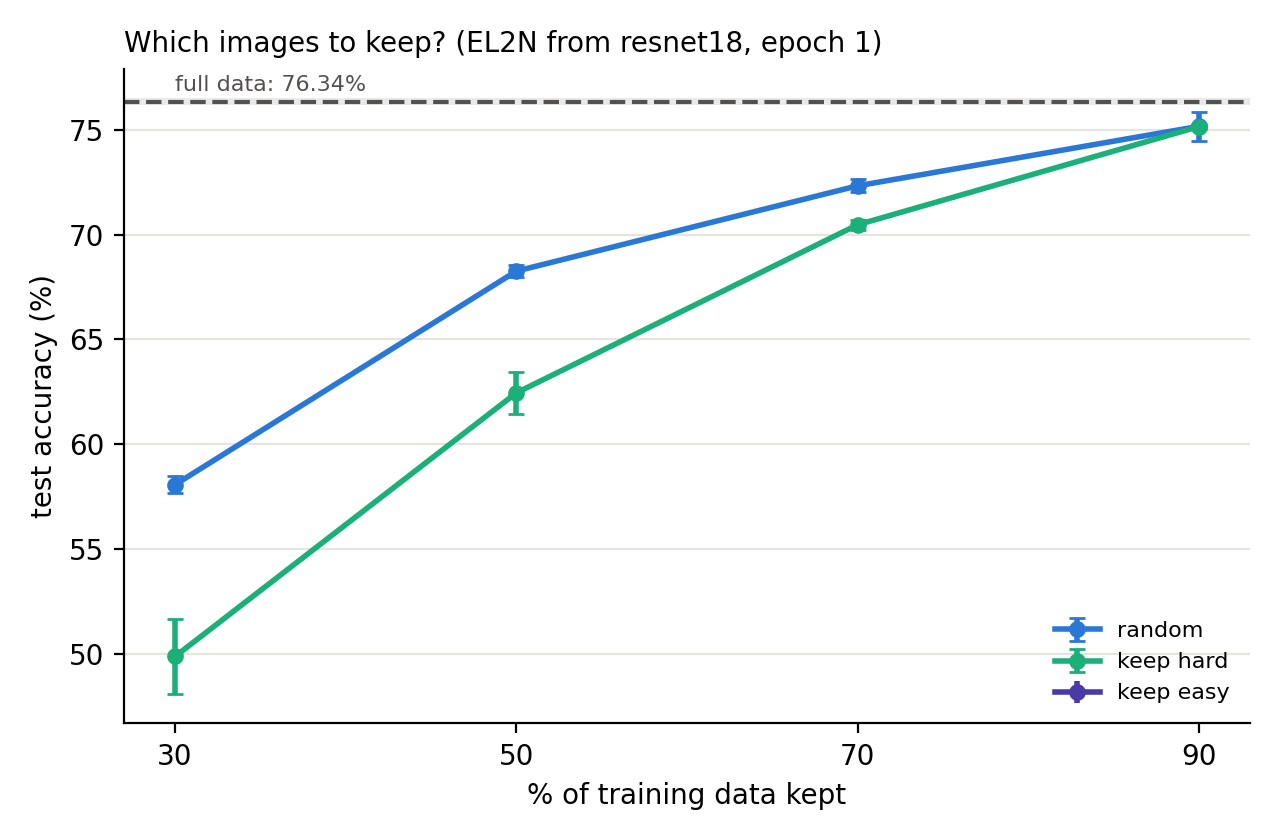 Which images to keep? (EL2N from resnet18, epoch 1)
full data: 76.34%
75
70
65
60
55
50
test accuracy (%)
random
keep hard
keep easy
30 50 70 90
% of training data kept